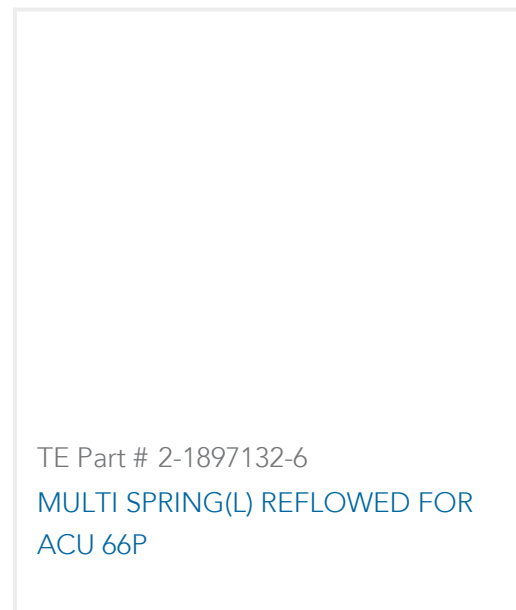 TE Part # 2-1897132-6
MULTI SPRING(L) REFLOWED FOR
ACU 66P